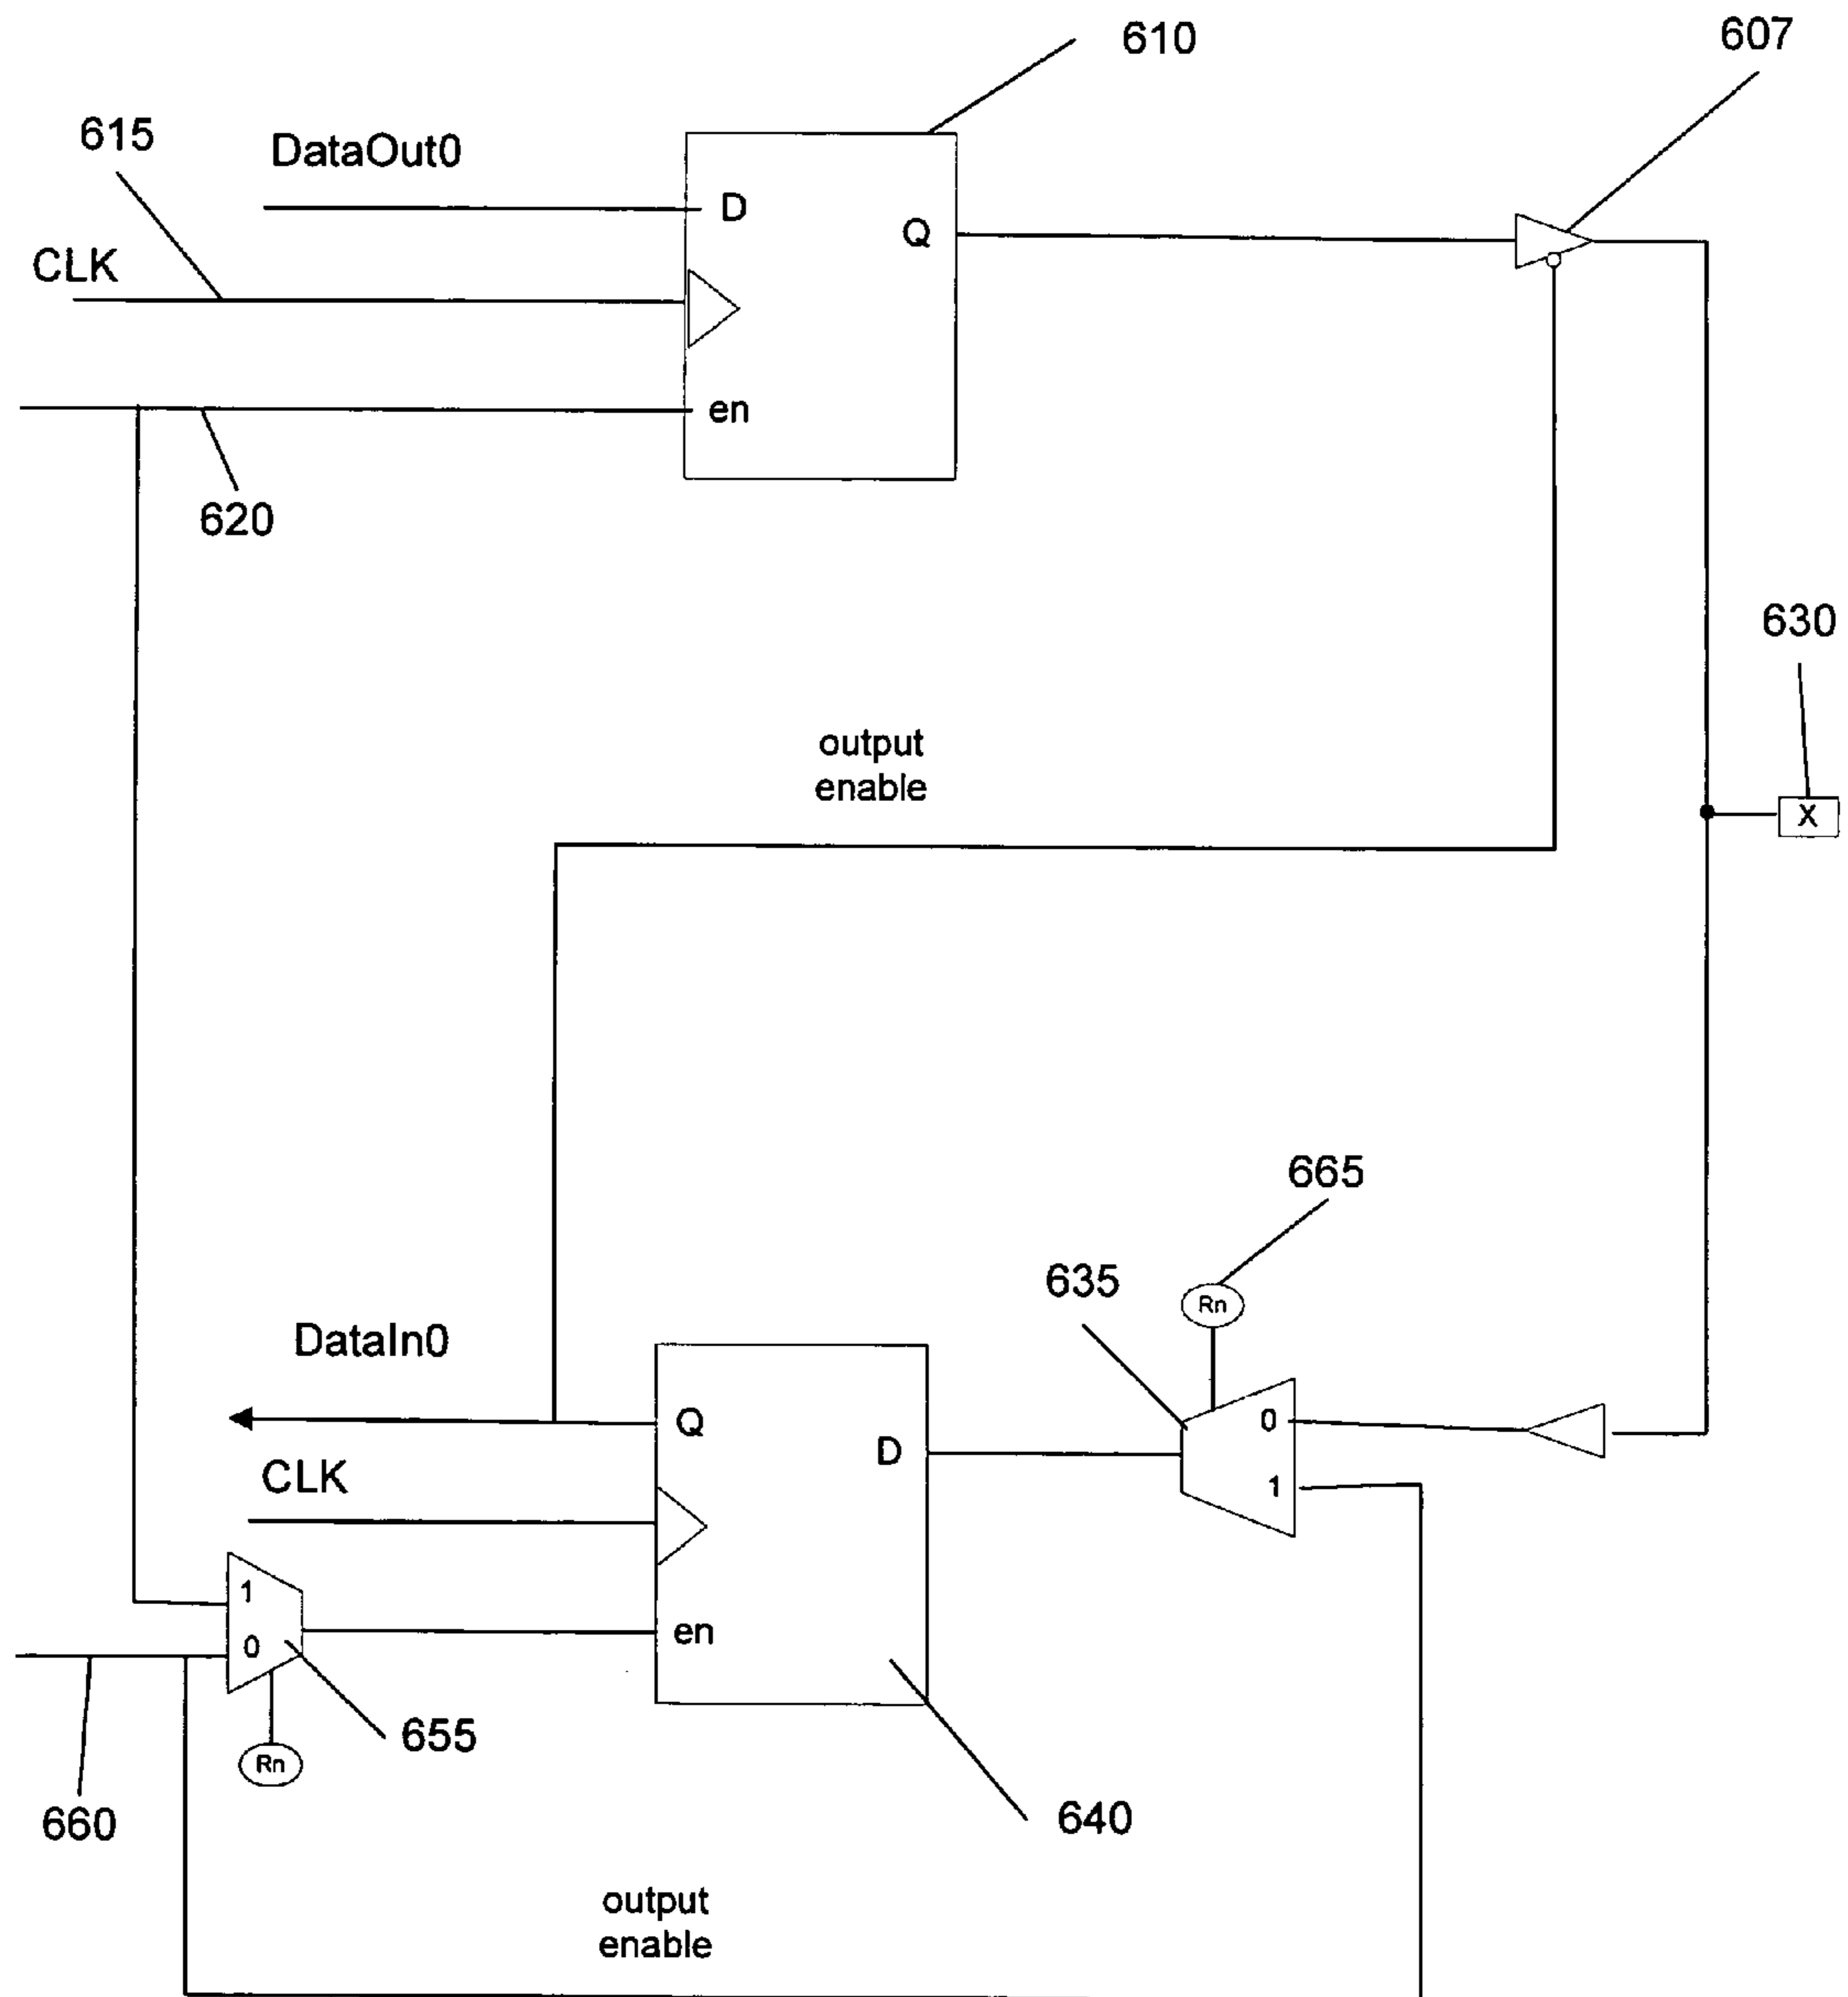 610
607
615
DataOut0
D
Q
CLK
en
620
630
output
enable
X
665
635
Rn
DataIn0
Q
0
D
CLK
1
1
en
0
655
Rn
660
640
output
enable